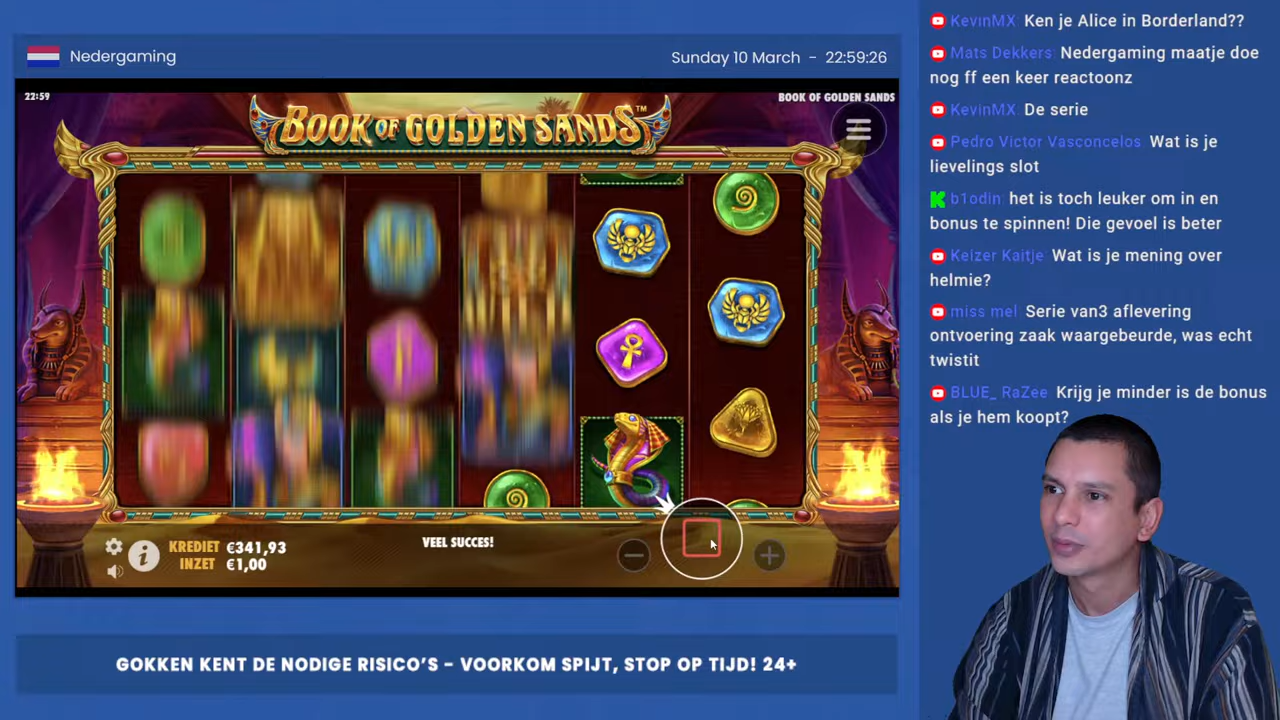 Nedergaming
Sunday 10 March - 22:59:26
22:59
BOOK OF GOLDEN SANDS
BOOK OF GOLDEN SANDS™
KREDIET €341,93
INZET €1,00
VEEL SUCCES!
GOKKEN KENT DE NODIGE RISICO'S - VOORKOM SPIJT, STOP OP TIJD! 24+
KevinMX: Ken je Alice in Borderland??
Mats Dekkers: Nedergaming maatje doe
nog ff een keer reactoonz
KevinMX: De serie
Pedro Victor Vasconcelos: Wat is je
lievelings slot
b1odin: het is toch leuker om in en
bonus te spinnen! Die gevoel is beter
Keizer Kaitje: Wat is je mening over
helmie?
miss mel: Serie van3 aflevering
ontvoering zaak waargebeurde, was echt
twistit
BLUE_ RaZee: Krijg je minder is de bonus
als je hem koopt?